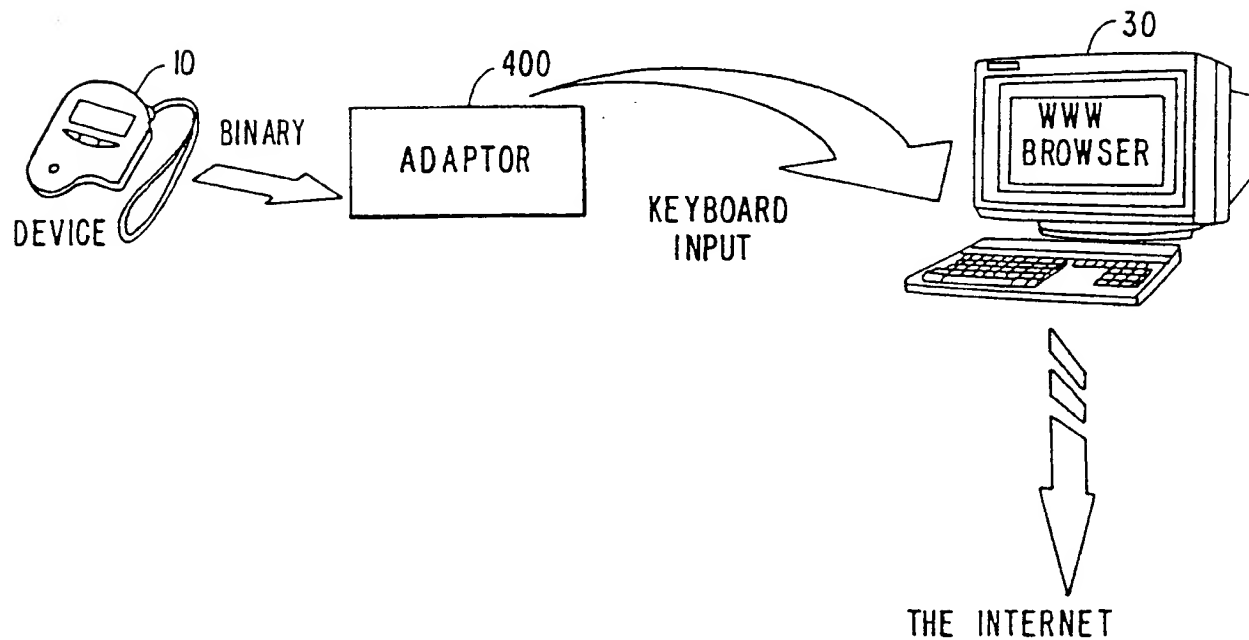 10
400
30
BINARY
ADAPTOR
WWW
BROWSER
DEVICE
KEYBOARD
INPUT
THE INTERNET